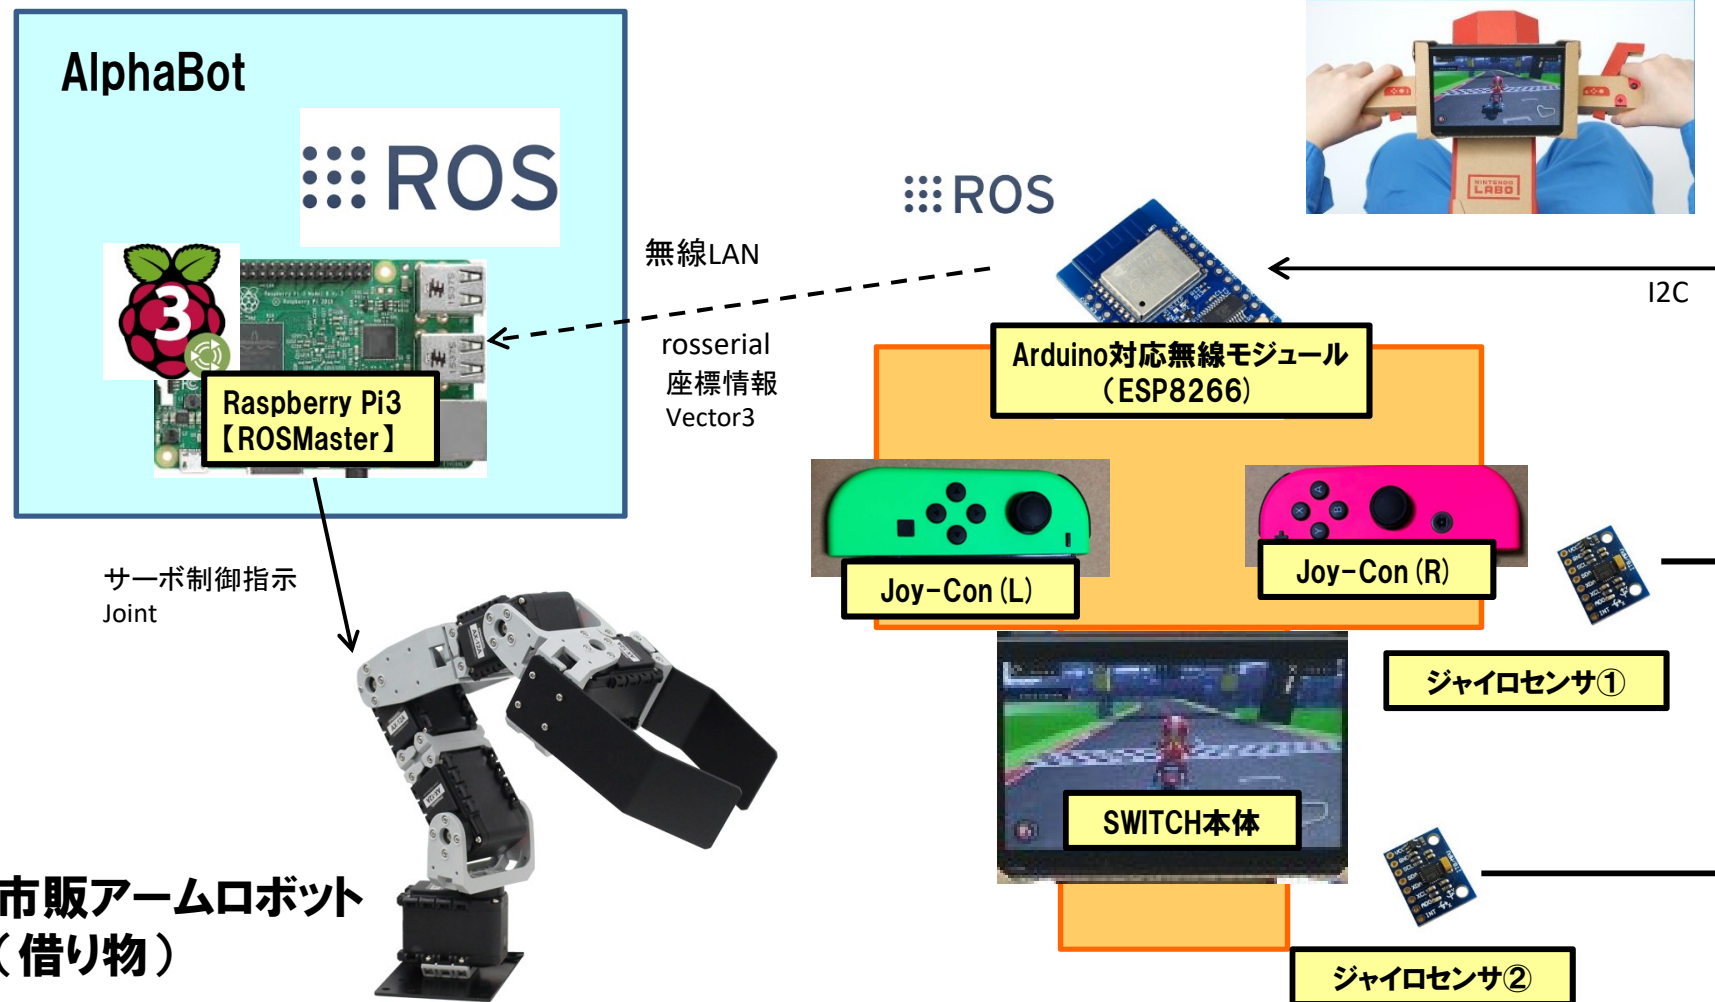 AlphaBot
ROS
3
Raspberry Pi3
【ROSMaster】
無線LAN
rosserial
座標情報
Vector3
ROS
NINTENDO
LABO
I2C
Arduino対応無線モジュール
（ESP8266）
Joy-Con（L）
Joy-Con（R）
ジャイロセンサ①
SWITCH本体
ジャイロセンサ②
サーボ制御指示
Joint
市販アームロボット
（借り物）